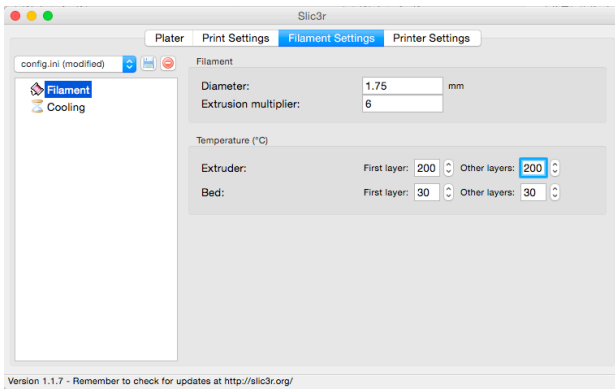 Slic3r
Plater Print Settings Filament Settings Printer Settings
config.ini (modified)
Filament
Cooling
Filament
Diameter: 1.75 mm
Extrusion multiplier: 6
Temperature (°C)
Extruder: First layer: 200 Other layers: 200
Bed: First layer: 30 Other layers: 30
Version 1.1.7 - Remember to check for updates at http://slic3r.org/